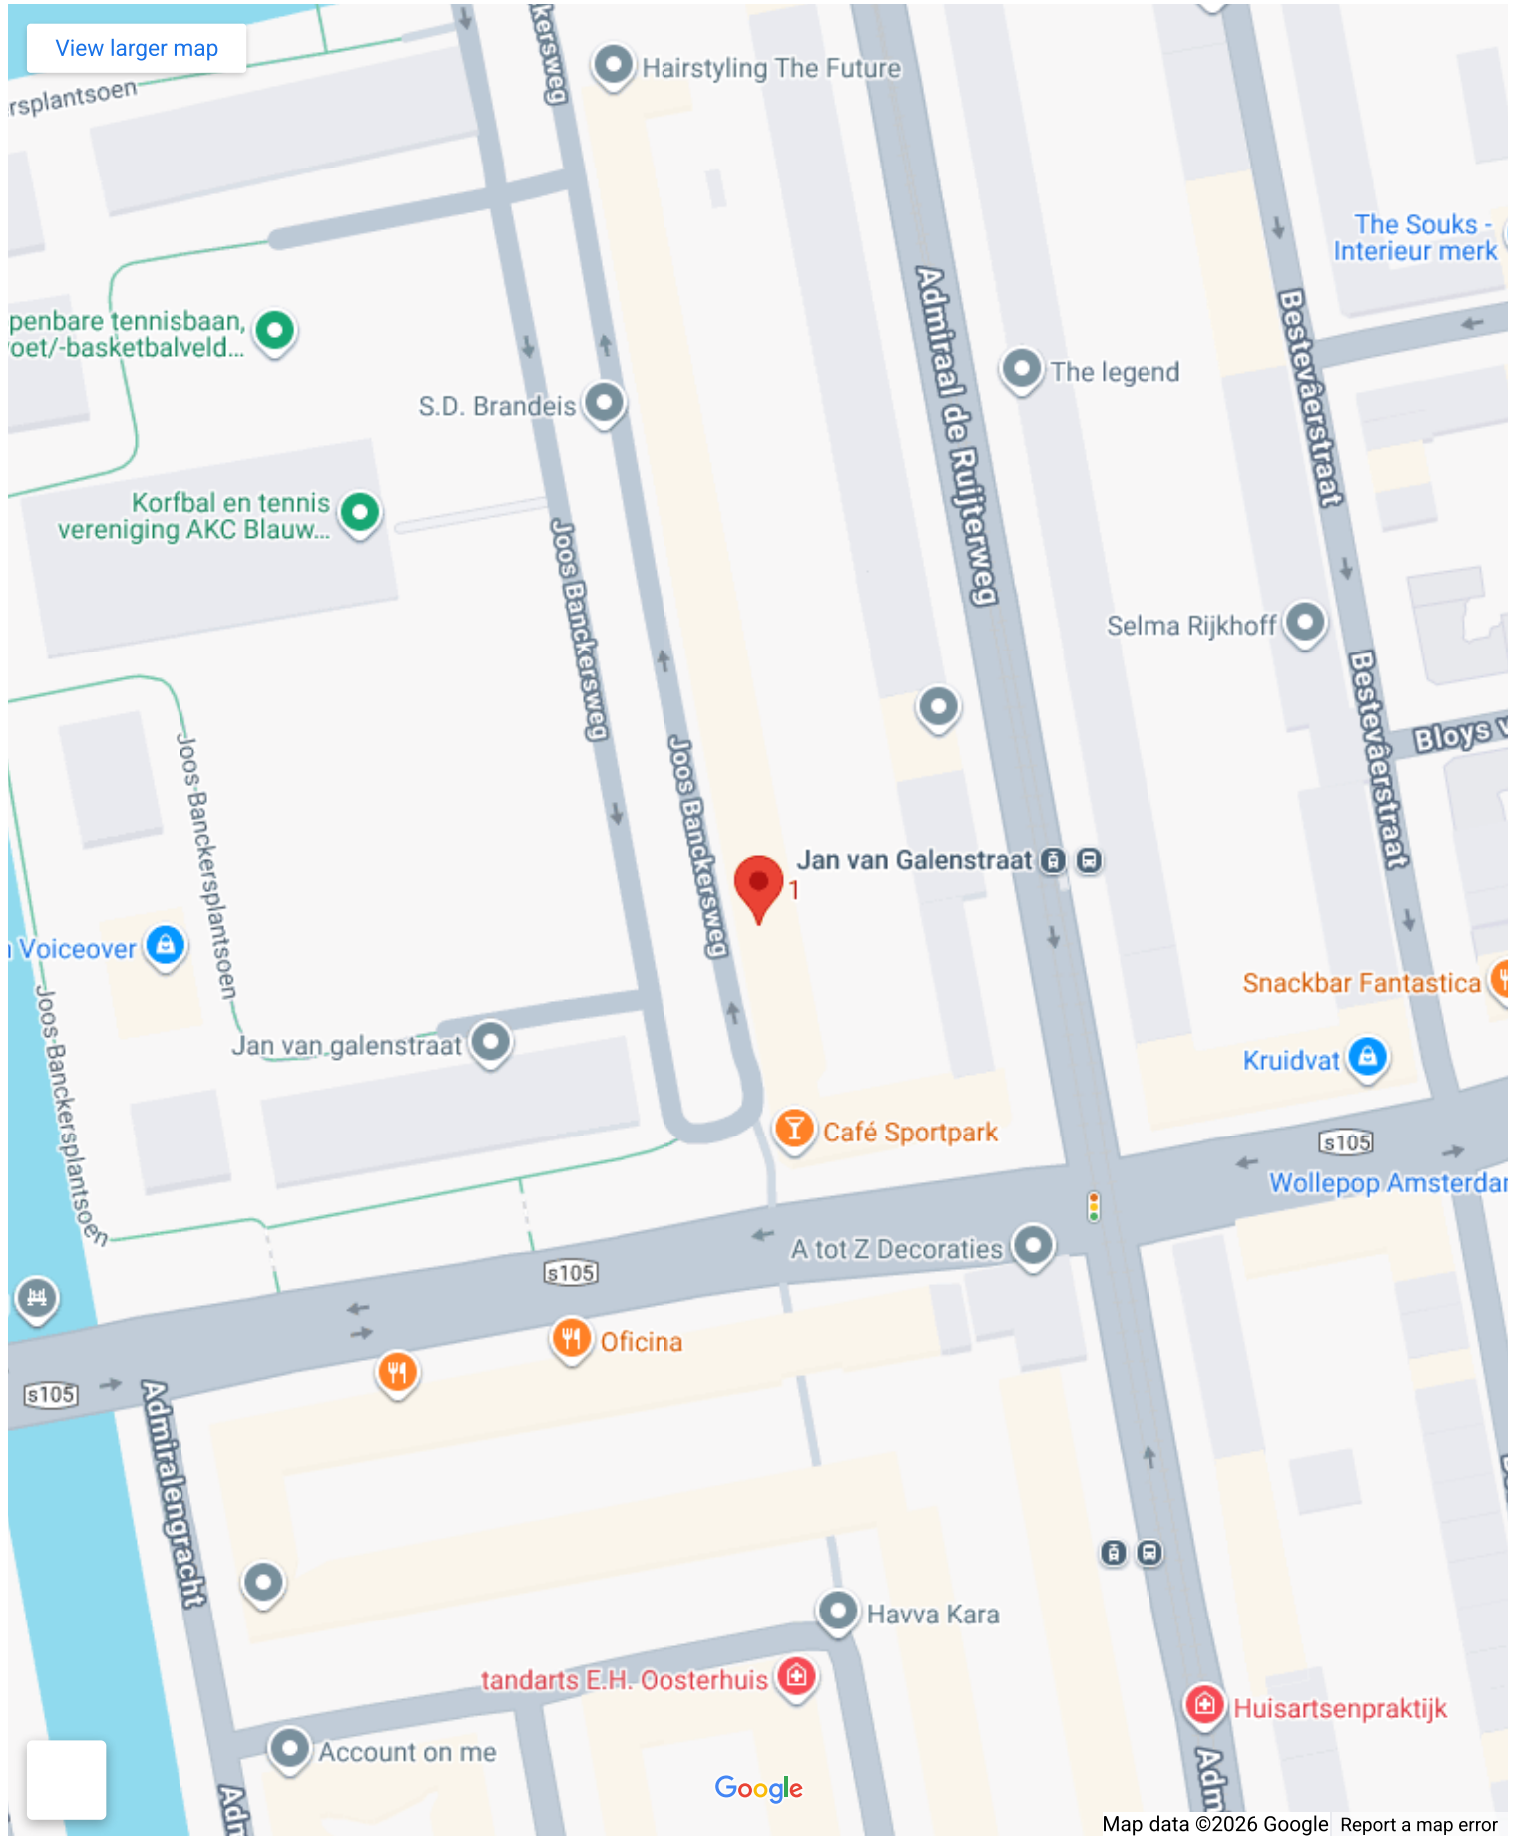 View larger map
rsplantsoen
kersweg
Hairstyling The Future
The Souks -
Interieur merk
Admiraal de Ruijterweg
Bestevâerstraat
penbare tennisbaan,
voet/-basketbalveld...
The legend
S.D. Brandeis
Korfbal en tennis
vereniging AKC Blauw...
Joos Banckersweg
Selma Rijkhoff
Bestevâerstraat
Bloys v
Joos Banckersplantsoen
Joos Banckersweg
Jan van Galenstraat
1
n Voiceover
Snackbar Fantastica
Joos Banckersplantsoen
Jan van galenstraat
Kruidvat
Café Sportpark
s105
Wollepop Amsterdam
A tot Z Decoraties
s105
Oficina
s105
Admiralengracht
Havva Kara
tandarts E.H. Oosterhuis
Huisartsenpraktijk
Account on me
Adm
Adm
Google
Map data ©2026 Google
Report a map error